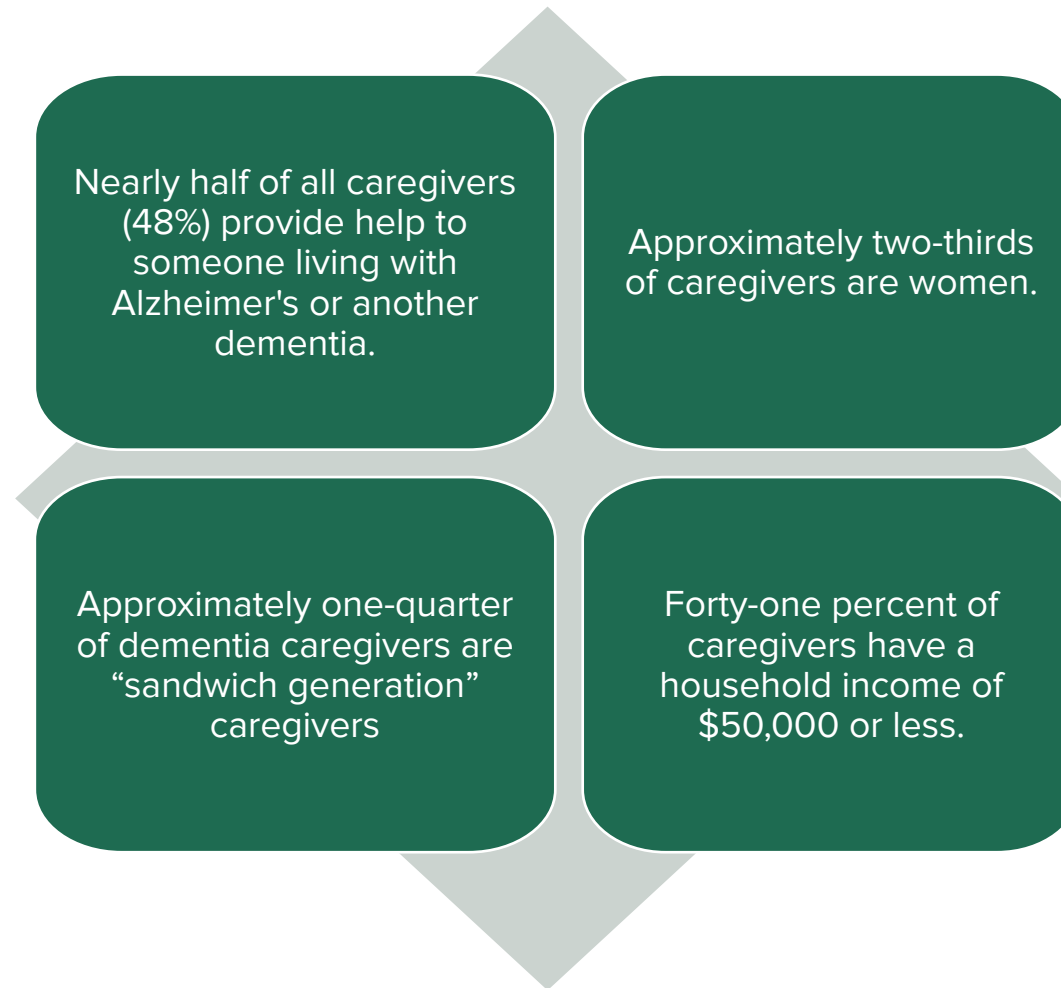 Nearly half of all caregivers
(48%) provide help to
someone living with
Alzheimer's or another
dementia.
Approximately two-thirds
of caregivers are women.
Approximately one-quarter
of dementia caregivers are
“sandwich generation”
caregivers
Forty-one percent of
caregivers have a
household income of
$50,000 or less.